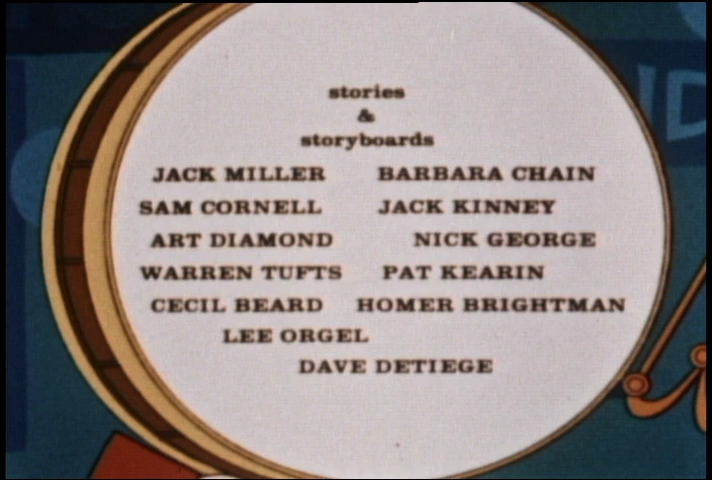 stories
&
storyboards
JACK MILLER BARBARA CHAIN
SAM CORNELL JACK KINNEY
ART DIAMOND NICK GEORGE
WARREN TUFTS PAT KEARIN
CECIL BEARD HOMER BRIGHTMAN
LEE ORGEL
DAVE DETIEGE